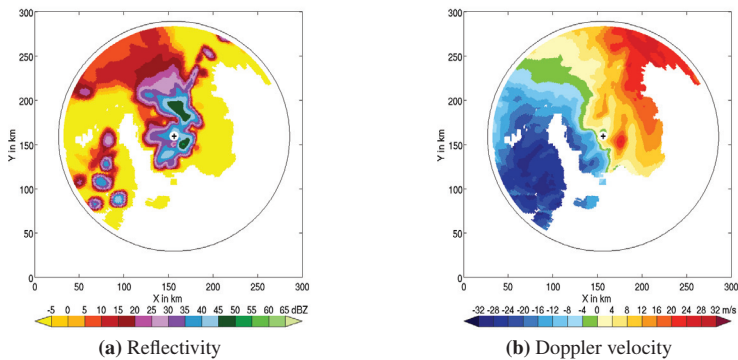 300
250
200
150
100
50
0
Y in km
0 50 100 150 200 250 300
X in km
-5 0 5 10 15 20 25 30 35 40 45 50 55 60 65 dBZ
(a) Reflectivity
300
250
200
150
100
50
0
Y in km
0 50 100 150 200 250 300
X in km
-32 -28 -24 -20 -16 -12 -8 -4 0 4 8 12 16 20 24 28 32 m/s
(b) Doppler velocity